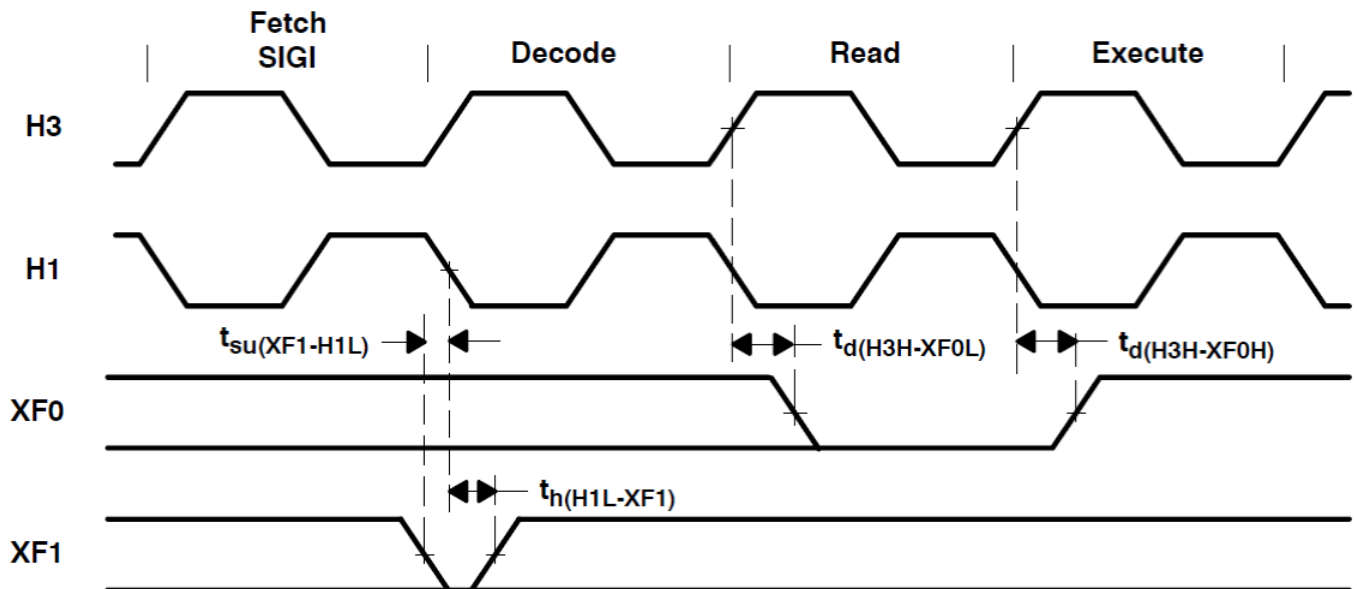 Fetch
SIGI
Decode
Read
Execute
H3
H1
tsu(XF1-H1L)
td(H3H-XF0L)
td(H3H-XF0H)
XF0
th(H1L-XF1)
XF1